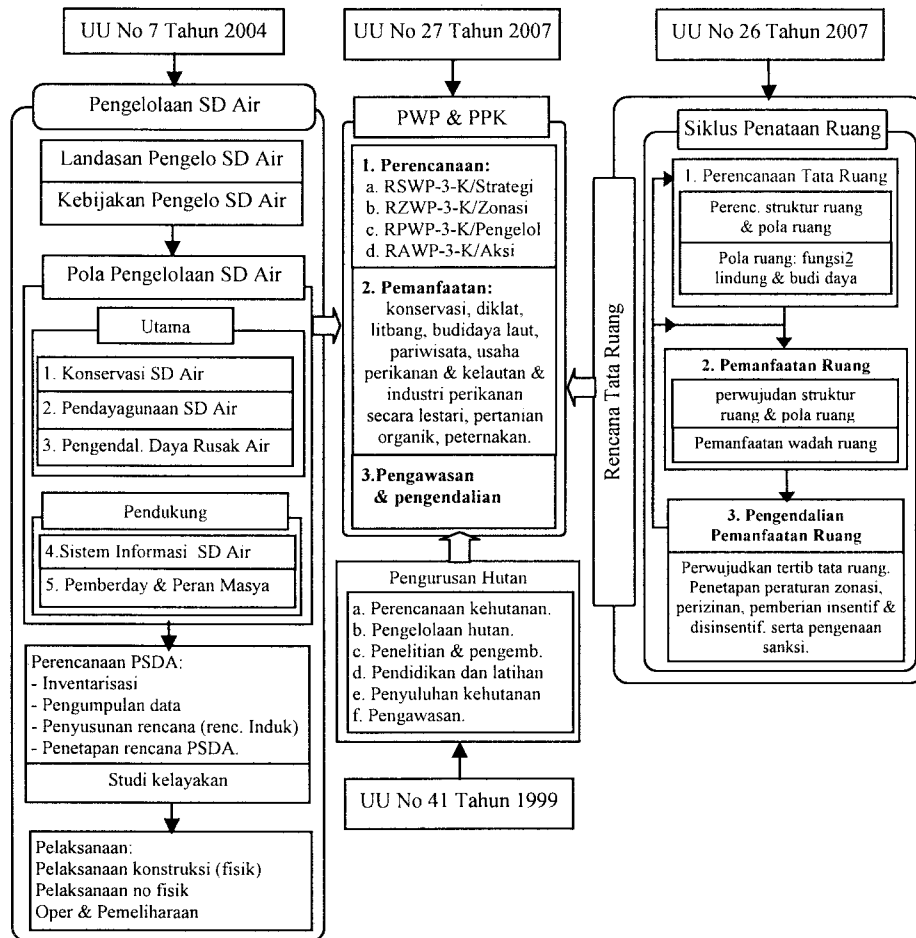 UU No 7 Tahun 2004
Pengelolaan SD Air
Landasan Pengelo SD Air
Kebijakan Pengelo SD Air
Pola Pengelolaan SD Air
Utama
1. Konservasi SD Air
2. Pendayagunaan SD Air
3. Pengendal. Daya Rusak Air
Pendukung
4.Sistem Informasi SD Air
5. Pemberday & Peran Masya
Perencanaan PSDA:
- Inventarisasi
- Pengumpulan data
- Penyusunan rencana (renc. Induk)
- Penetapan rencana PSDA.
Studi kelayakan
Pelaksanaan:
Pelaksanaan konstruksi (fisik)
Pelaksanaan no fisik
Oper & Pemeliharaan
UU No 27 Tahun 2007
PWP & PPK
1. Perencanaan:
a. RSWP-3-K/Strategi
b. RZWP-3-K/Zonasi
c. RPWP-3-K/Pengelol
d. RAWP-3-K/Aksi
2. Pemanfaatan:
konservasi, diklat,
litbang, budidaya laut,
pariwisata, usaha
perikanan & kelautan &
industri perikanan
secara lestari, pertanian
organik, peternakan.
3.Pengawasan
& pengendalian
Pengurusan Hutan
a. Perencanaan kehutanan.
b. Pengelolaan hutan.
c. Penelitian & pengemb.
d. Pendidikan dan latihan
e. Penyuluhan kehutanan
f. Pengawasan.
UU No 41 Tahun 1999
UU No 26 Tahun 2007
Rencana Tata Ruang
Siklus Penataan Ruang
1. Perencanaan Tata Ruang
Perenc. struktur ruang
& pola ruang
Pola ruang: fungsi2
lindung & budi daya
2. Pemanfaatan Ruang
perwujudan struktur
ruang & pola ruang
Pemanfaatan wadah ruang
3. Pengendalian
Pemanfaatan Ruang
Perwujudkan tertib tata ruang.
Penetapan peraturan zonasi,
perizinan, pemberian insentif &
disinsentif. serta pengenaan
sanksi.